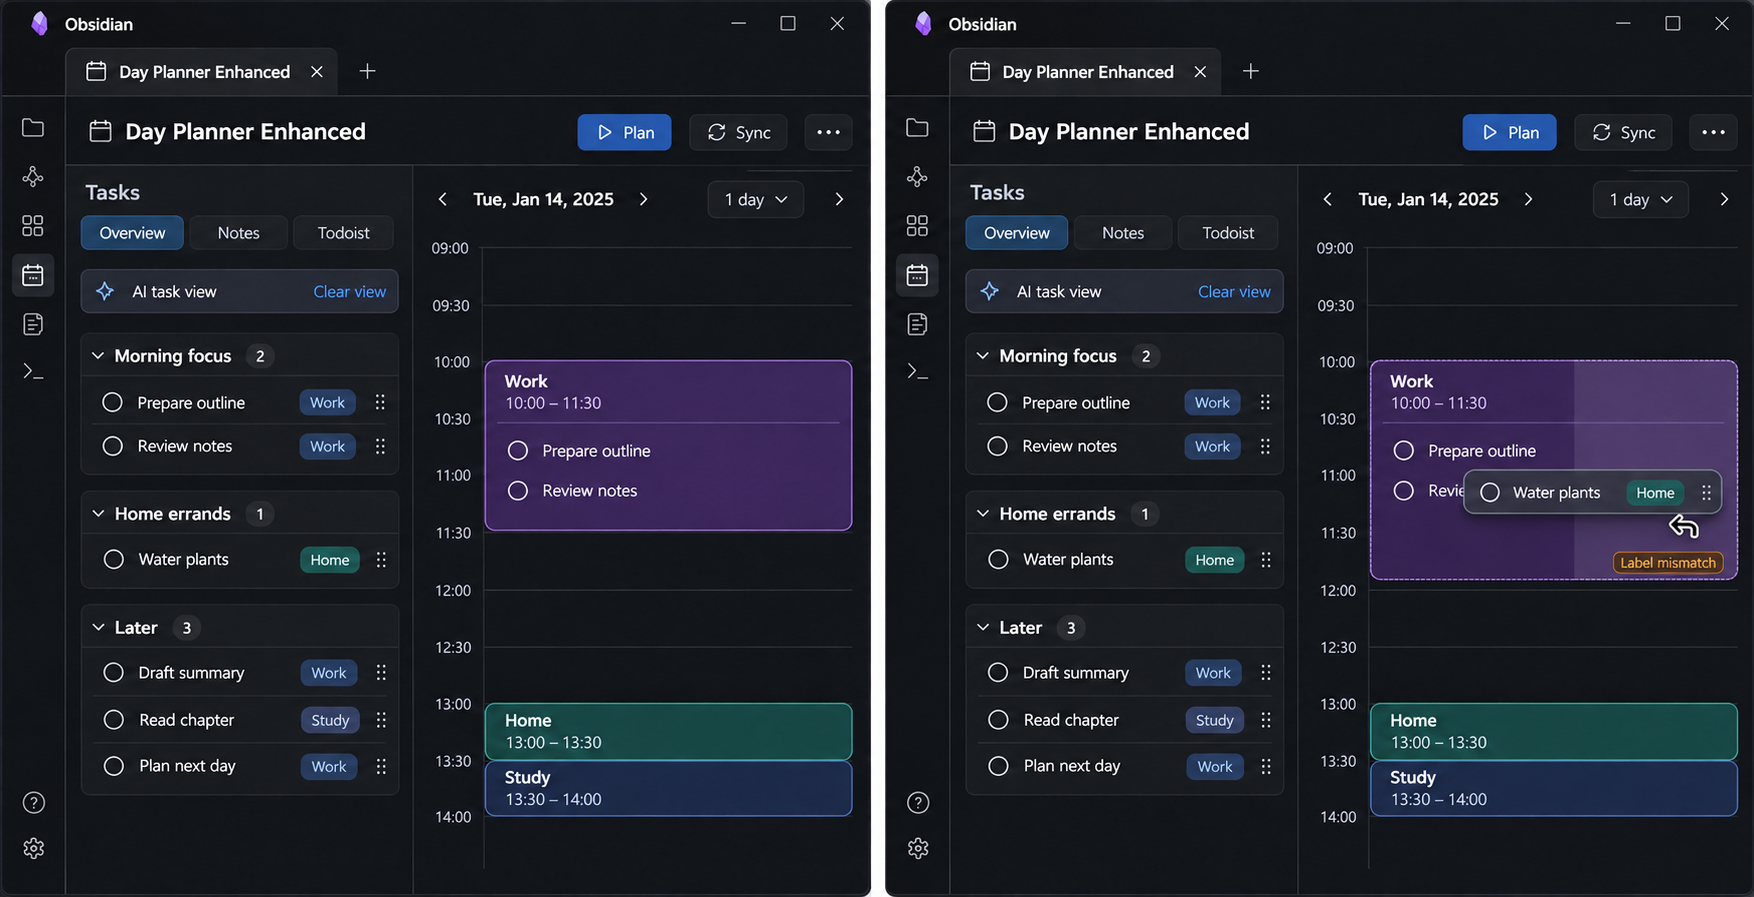 Obsidian
Day Planner Enhanced
Day Planner Enhanced
Plan
Sync
Tasks
Overview
Notes
Todoist
AI task view
Clear view
Morning focus 2
Prepare outline Work
Review notes Work
Home errands 1
Water plants Home
Later 3
Draft summary Work
Read chapter Study
Plan next day Work
Tue, Jan 14, 2025
1 day
09:00
09:30
10:00
10:30
11:00
11:30
12:00
12:30
13:00
13:30
14:00
Work
10:00 – 11:30
Prepare outline
Review notes
Home
13:00 – 13:30
Study
13:30 – 14:00
Obsidian
Day Planner Enhanced
Day Planner Enhanced
Plan
Sync
Tasks
Overview
Notes
Todoist
AI task view
Clear view
Morning focus 2
Prepare outline Work
Review notes Work
Home errands 1
Water plants Home
Later 3
Draft summary Work
Read chapter Study
Plan next day Work
Tue, Jan 14, 2025
1 day
09:00
09:30
10:00
10:30
11:00
11:30
12:00
12:30
13:00
13:30
14:00
Work
10:00 – 11:30
Prepare outline
Revie
Water plants Home
Label mismatch
Home
13:00 – 13:30
Study
13:30 – 14:00